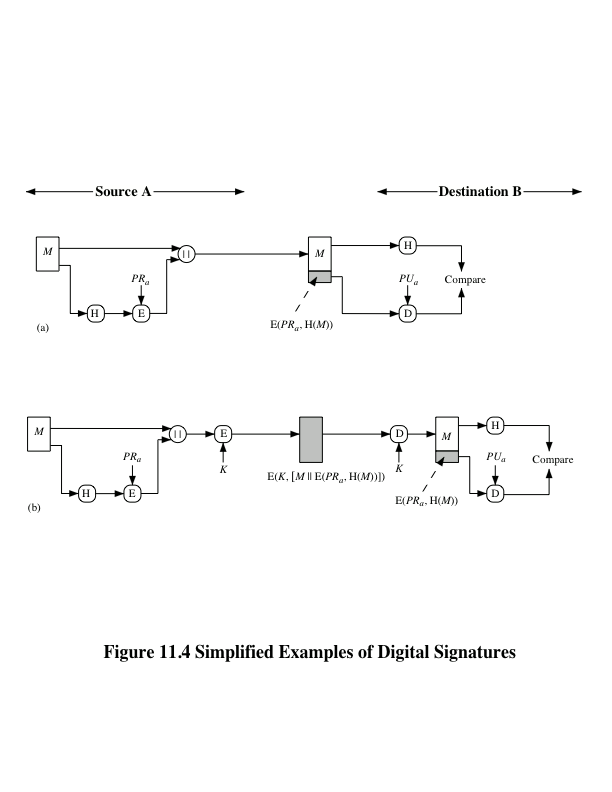 Source A Destination B
M || M H
PRa PUa Compare
H E D
E(PRa, H(M))
(a)
M || E D M H
PRa K K PUa Compare
E(K, [M || E(PRa, H(M))])
H E E(PRa, H(M)) D
(b)
Figure 11.4 Simplified Examples of Digital Signatures